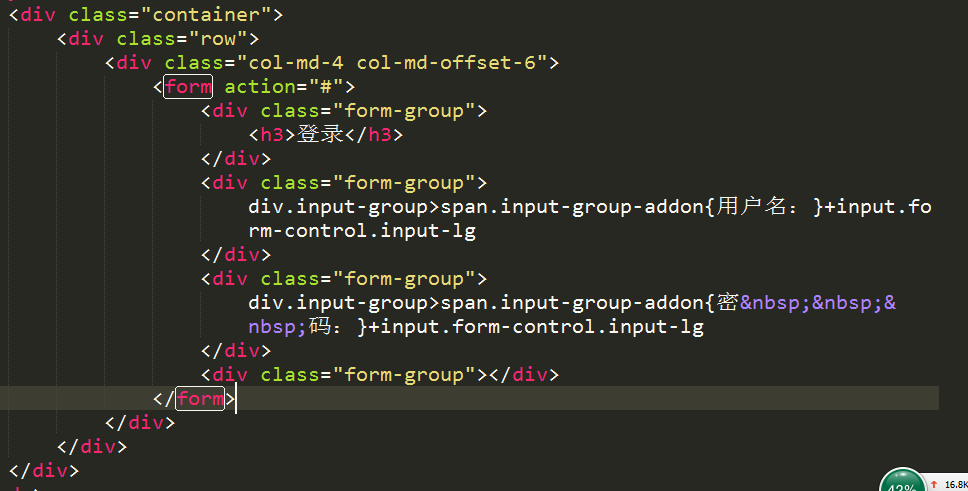 <div class="container">
<div class="row">
<div class="col-md-4 col-md-offset-6">
<form action="#">
<div class="form-group">
<h3>登录</h3>
</div>
<div class="form-group">
div.input-group>span.input-group-addon{用户名：}+input.fo
rm-control.input-lg
</div>
<div class="form-group">
div.input-group>span.input-group-addon{密&nbsp;&nbsp;&
nbsp;码：}+input.form-control.input-lg
</div>
<div class="form-group"></div>
</form>
</div>
</div>
</div>
42%
↑ 16.8K